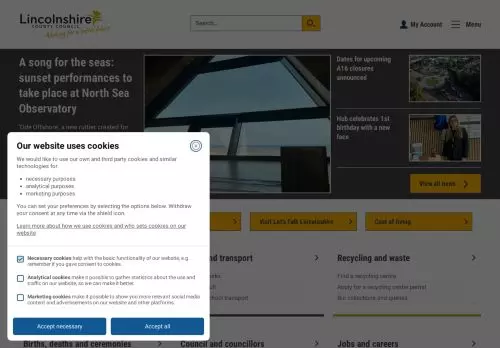 Lincolnshire
COUNTY COUNCIL
Working for a better future
Search...
My Account
Menu
A song for the seas:
sunset performances to
take place at North Sea
Observatory
'Ode Offshore', a new rutter created for
Dates for upcoming
A16 closures
announced
Hub celebrates 1st
birthday with a new
face
View all news
Visit Let's Talk Lincolnshire
Cost of living
Our website uses cookies
We would like to use our own and third party cookies and similar
technologies for:
necessary purposes
analytical purposes
marketing purposes
You can set your preferences by selecting the options below. Withdraw
your consent at any time via the shield icon.
Learn more about how we use cookies and who sets cookies on our
website
Necessary cookies help with the basic functionality of our website, e.g.
remember if you gave consent to cookies.
Analytical cookies make it possible to gather statistics about the use
and traffic on our website, so we can make it better.
Marketing cookies make it possible to show you more relevant social media
content and advertisements on our website and other platforms.
Accept necessary
Accept all
and transport
Recycling and waste
Find a recycling centre
Apply for a recycling centre permit
Bin collections and queries
school transport
Births, deaths and ceremonies
Council and councillors
Jobs and careers